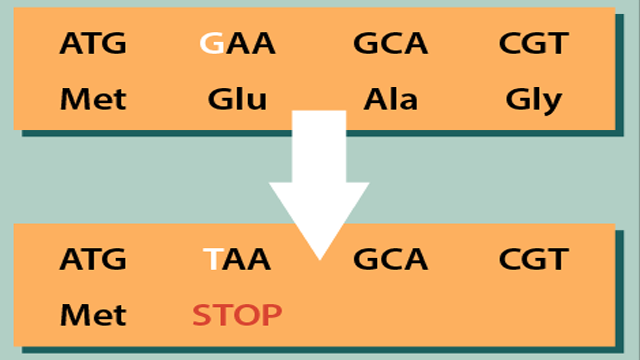 ATG GAA GCA CGT
Met Glu Ala Gly
ATG TAA GCA CGT
Met STOP